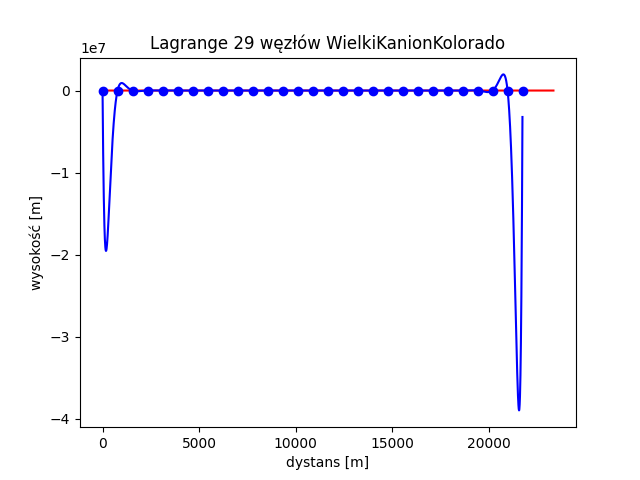 Lagrange 29 węzłów WielkiKanionKolorado
1e7
0
−1
−2
−3
−4
wysokość [m]
0 5000 10000 15000 20000
dystans [m]